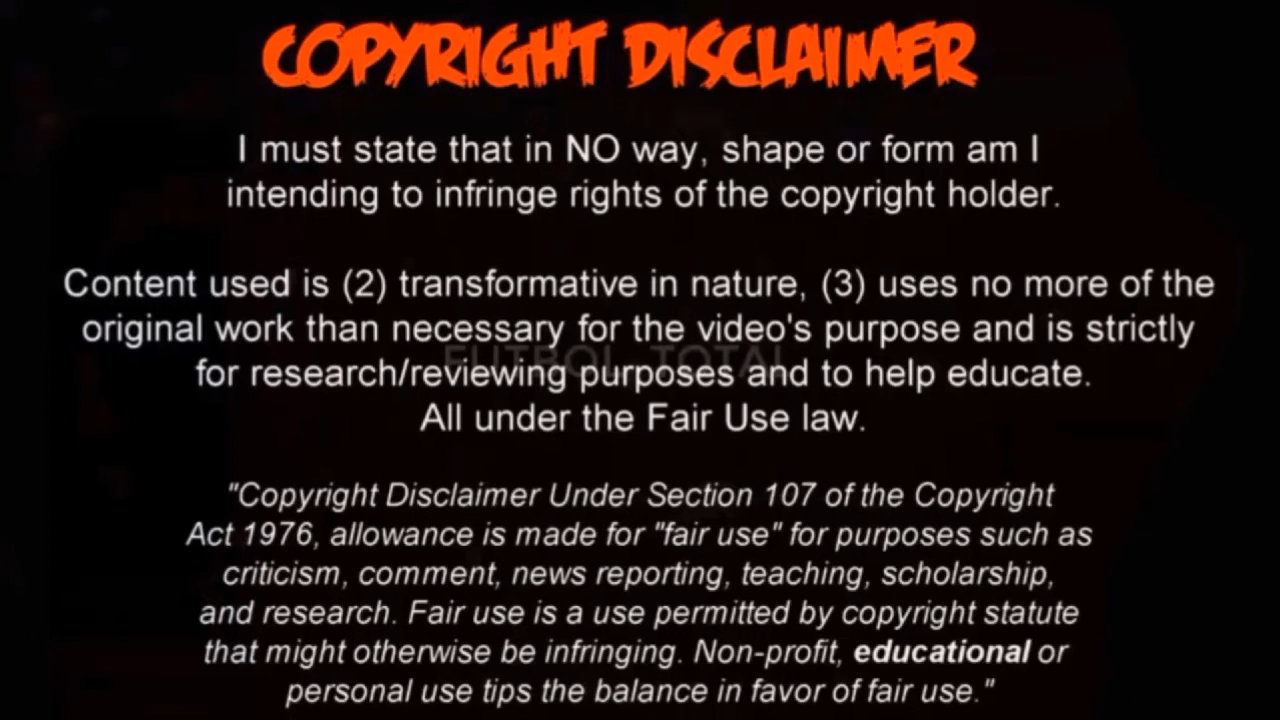 COPYRIGHT DISCLAIMER
I must state that in NO way, shape or form am I
intending to infringe rights of the copyright holder.
Content used is (2) transformative in nature, (3) uses no more of the
original work than necessary for the video's purpose and is strictly
FUTBOL TOTAL
for research/reviewing purposes and to help educate.
All under the Fair Use law.
"Copyright Disclaimer Under Section 107 of the Copyright
Act 1976, allowance is made for "fair use" for purposes such as
criticism, comment, news reporting, teaching, scholarship,
and research. Fair use is a use permitted by copyright statute
that might otherwise be infringing. Non-profit, educational or
personal use tips the balance in favor of fair use."